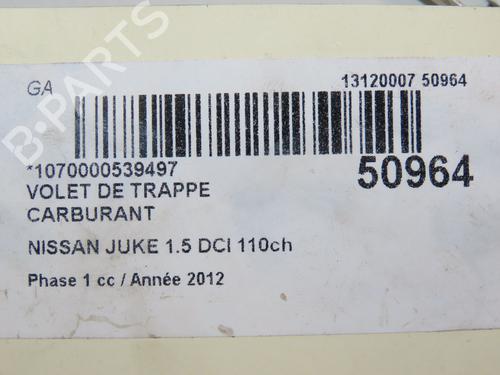 GA
13120007 50964
*1070000539497
50964
VOLET DE TRAPPE
CARBURANT
NISSAN JUKE 1.5 DCI 110ch
Phase 1 cc / Année 2012
B-PARTS